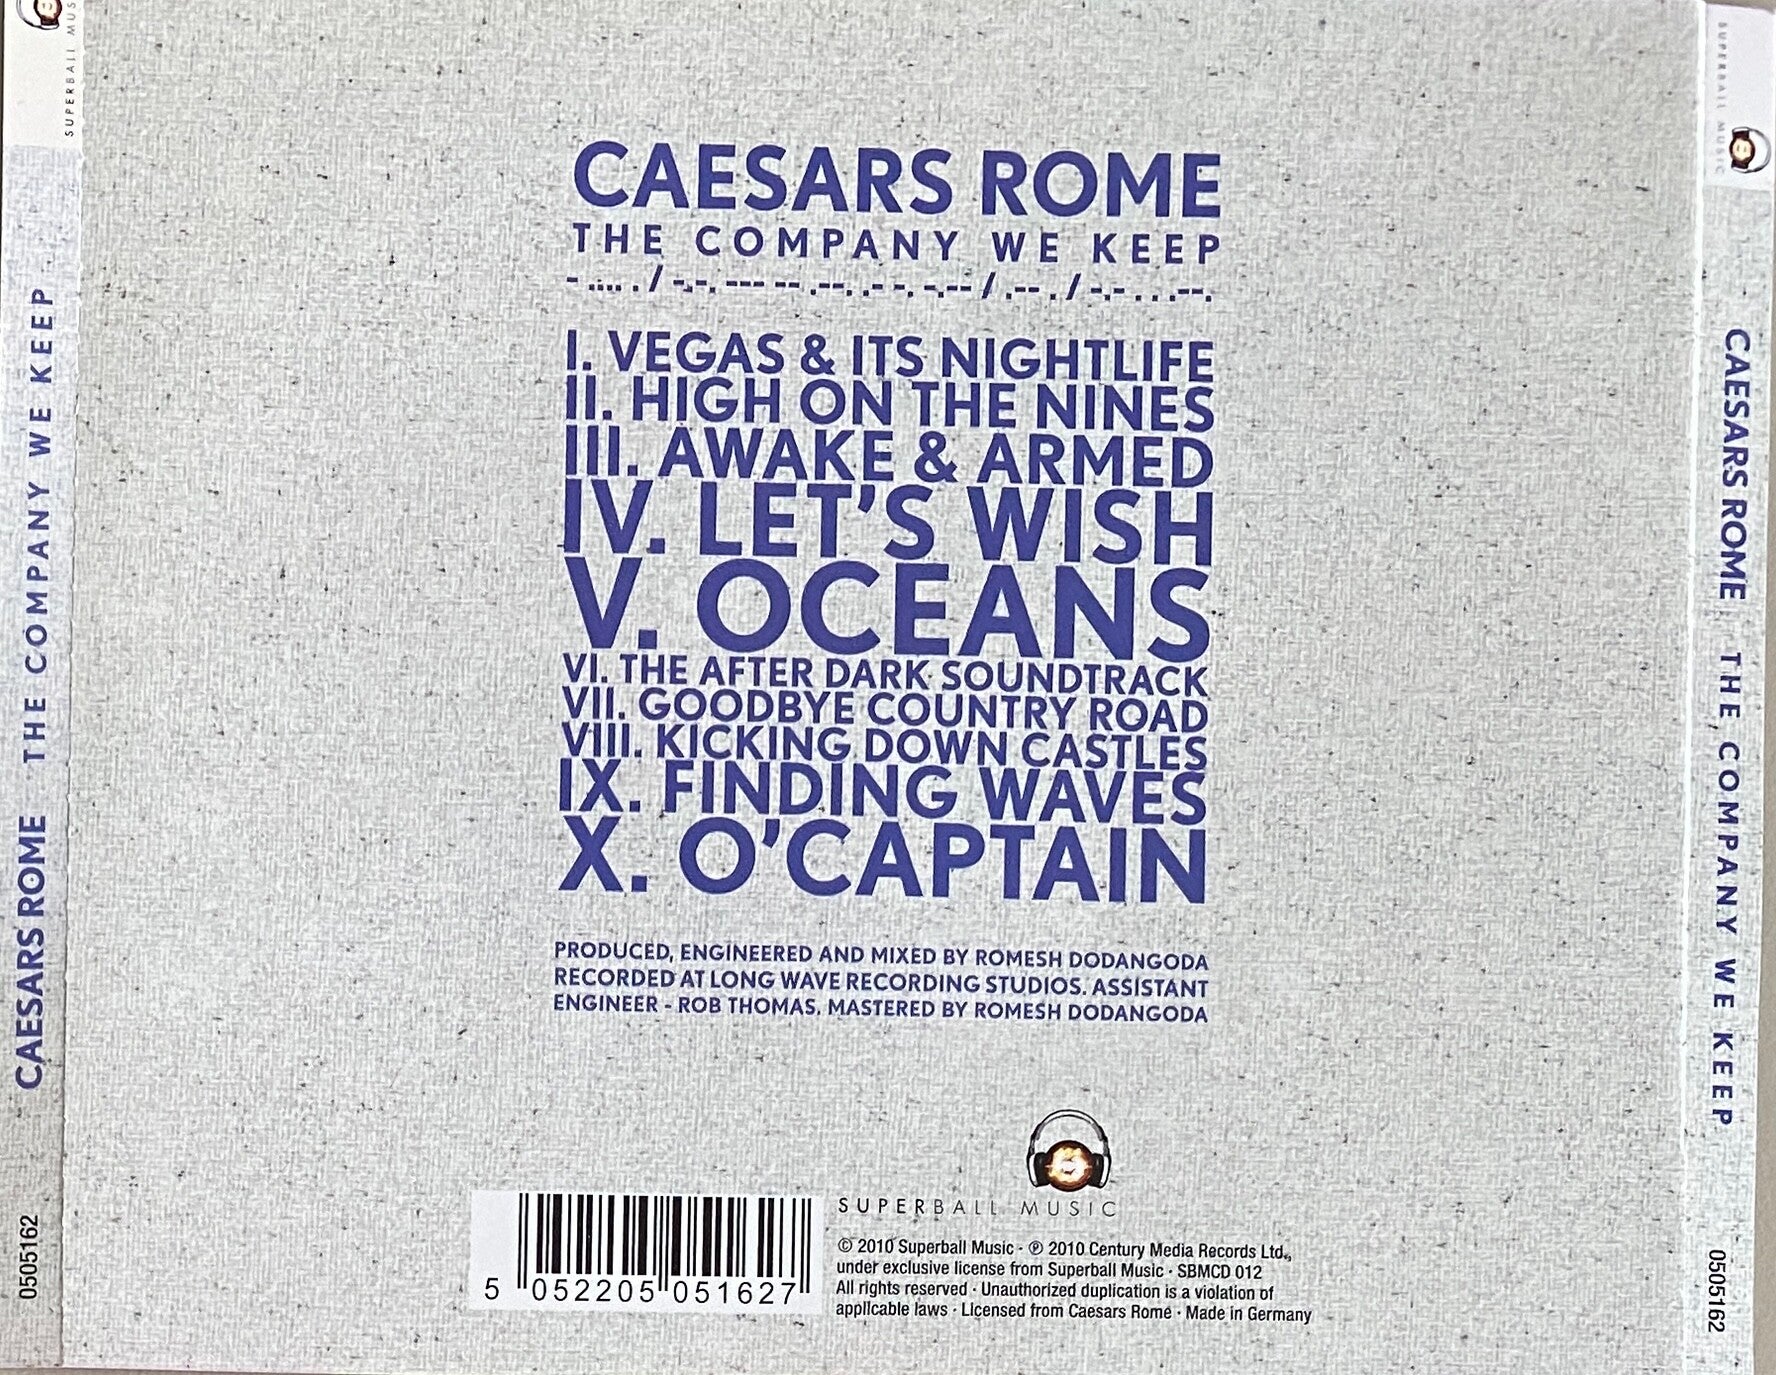 SUPERBALL MUS
CAESARS ROME THE COMPANY WE KEEP
0505162
CAESARS ROME
THE COMPANY WE KEEP
- .... . / -.-. --- -- .--. .- -. -.-- / .-- . / -.- . . .--.
I. VEGAS & ITS NIGHTLIFE
II. HIGH ON THE NINES
III. AWAKE & ARMED
IV. LET'S WISH
V. OCEANS
VI. THE AFTER DARK SOUNDTRACK
VII. GOODBYE COUNTRY ROAD
VIII. KICKING DOWN CASTLES
IX. FINDING WAVES
X. O'CAPTAIN
PRODUCED, ENGINEERED AND MIXED BY ROMESH DODANGODA
RECORDED AT LONG WAVE RECORDING STUDIOS. ASSISTANT
ENGINEER - ROB THOMAS. MASTERED BY ROMESH DODANGODA
SUPERBALL MUSIC
© 2010 Superball Music · ℗ 2010 Century Media Records Ltd.,
under exclusive license from Superball Music · SBMCD 012
All rights reserved · Unauthorized duplication is a violation of
applicable laws · Licensed from Caesars Rome · Made in Germany
5 052205 051627
SUPERBALL MUSIC
CAESARS ROME THE COMPANY WE KEEP
0505162